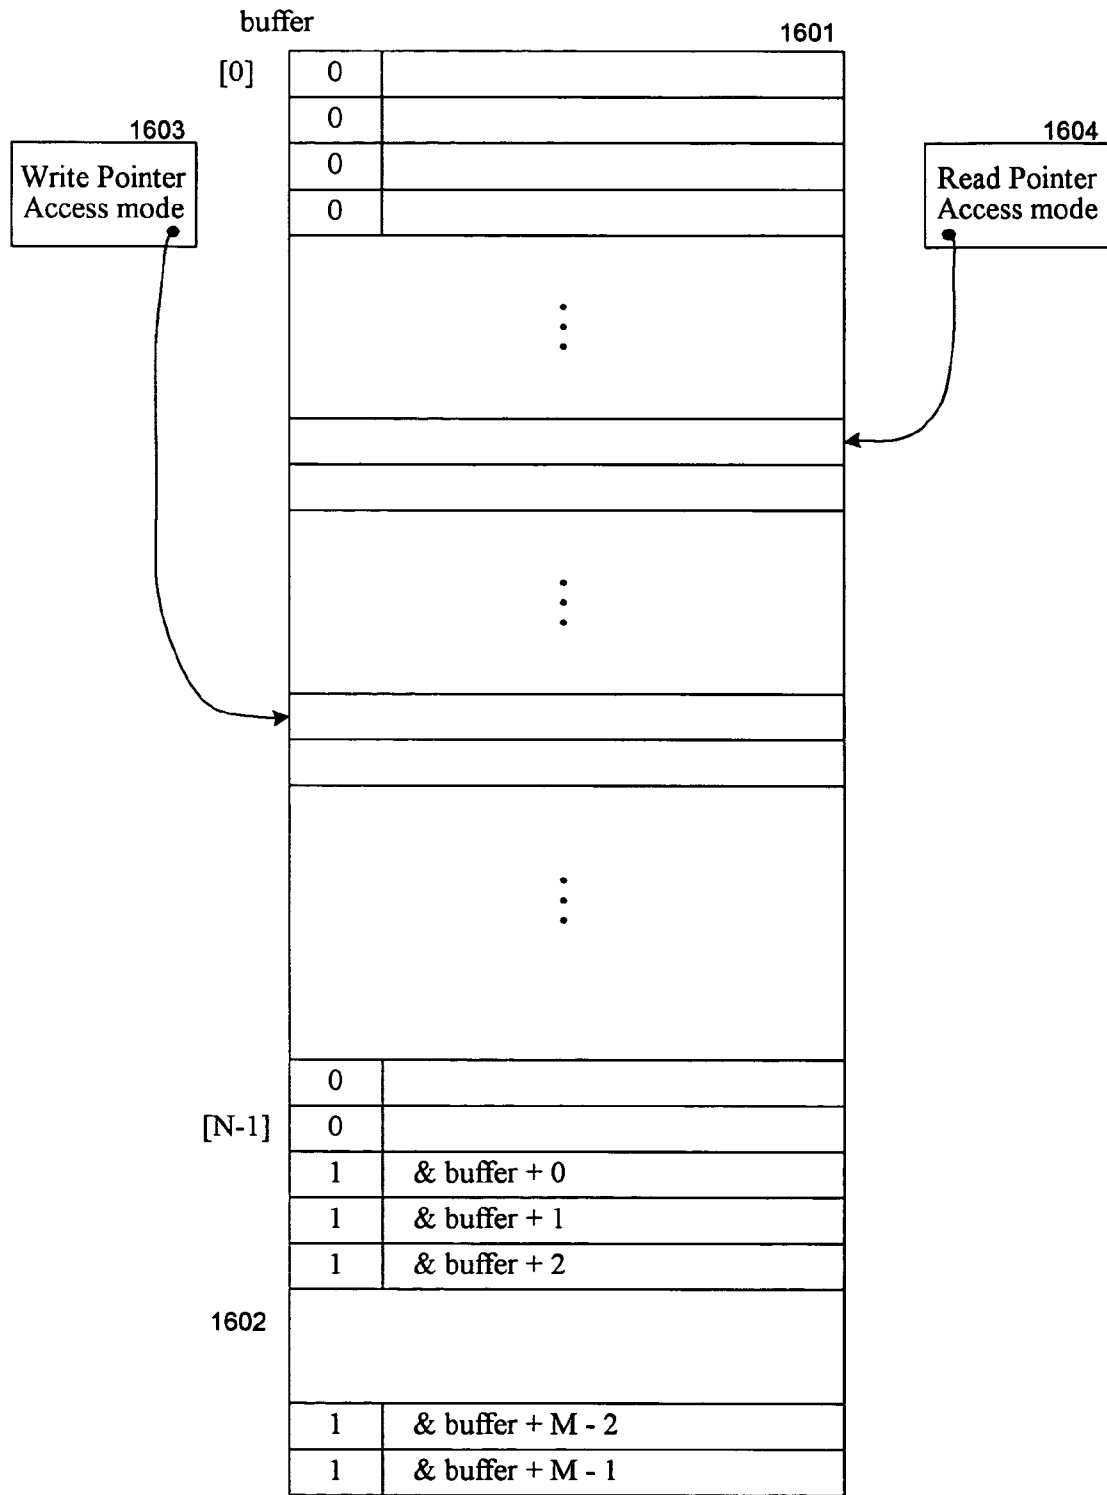 buffer
1601
[0] 0
0
1603
1604
0
Write Pointer
Access mode
Read Pointer
Access mode
0
0
[N-1] 0
1 & buffer + 0
1 & buffer + 1
1 & buffer + 2
1602
1 & buffer + M - 2
1 & buffer + M - 1